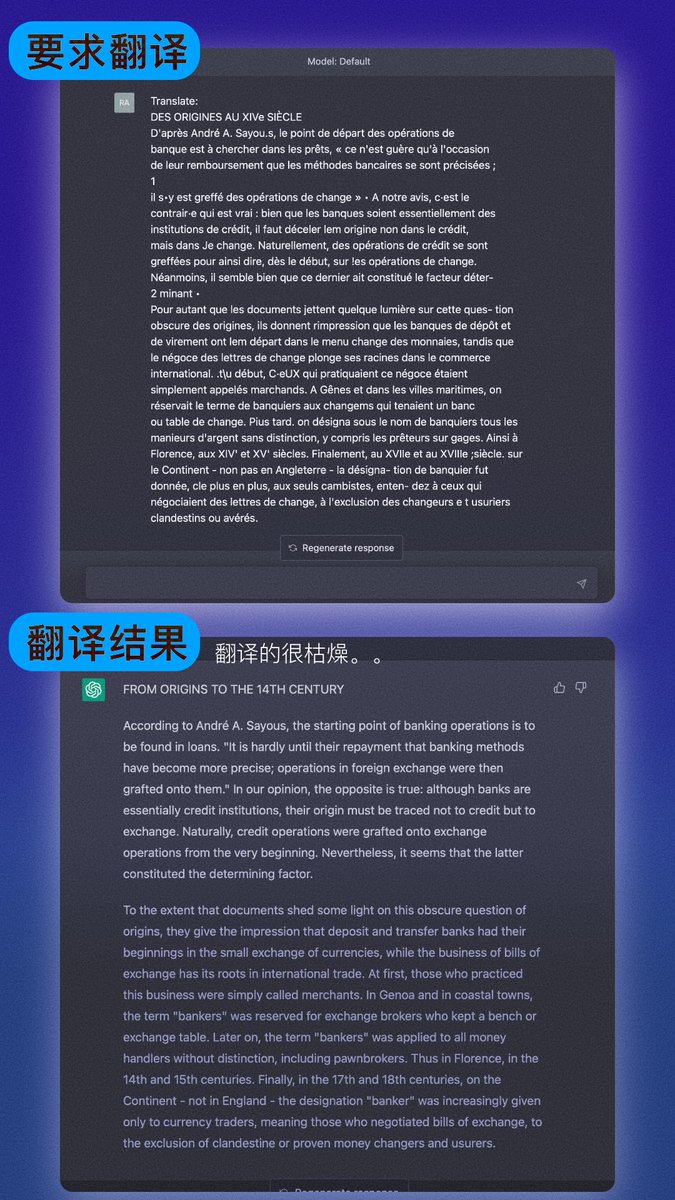 要求翻译
Model: Default
RA
Translate:
DES ORIGINES AU XIVe SIÈCLE
D'après André A. Sayou.s, le point de départ des opérations de
banque est à chercher dans les prêts, « ce n'est guère qu'à l'occasion
de leur remboursement que les méthodes bancaires se sont précisées ;
1
il s•y est greffé des opérations de change » • A notre avis, c·est le
contrair·e qui est vrai : bien que les banques soient essentiellement des
institutions de crédit, il faut déceler lem origine non dans le crédit,
mais dans Je change. Naturellement, des opérations de crédit se sont
greffées pour ainsi dire, dès le début, sur !es opérations de change.
Néanmoins, il semble bien que ce dernier ait constitué le facteur déter-
2 minant •
Pour autant que les documents jettent quelque lumière sur cette ques- tion
obscure des origines, ils donnent rimpression que les banques de dépôt et
de virement ont lem départ dans le menu change des monnaies, tandis que
le négoce des lettres de change plonge ses racines dans le commerce
international. .t\u début, C·eUX qui pratiquaient ce négoce étaient
simplement appelés marchands. A Gênes et dans les villes maritimes, on
réservait le terme de banquiers aux changems qui tenaient un banc
ou table de change. Pius tard. on désigna sous le nom de banquiers tous les
manieurs d'argent sans distinction, y compris les prêteurs sur gages. Ainsi à
Florence, aux XIV' et XV' siècles. Finalement, au XVIIe et au XVIIIe ;siècle. sur
le Continent - non pas en Angleterre - la désigna- tion de banquier fut
donnée, cle plus en plus, aux seuls cambistes, enten- dez à ceux qui
négociaient des lettres de change, à l'exclusion des changeurs e t usuriers
clandestins ou avérés.
Regenerate response
翻译结果
翻译的很枯燥。。
FROM ORIGINS TO THE 14TH CENTURY
According to André A. Sayous, the starting point of banking operations is to
be found in loans. "It is hardly until their repayment that banking methods
have become more precise; operations in foreign exchange were then
grafted onto them." In our opinion, the opposite is true: although banks are
essentially credit institutions, their origin must be traced not to credit but to
exchange. Naturally, credit operations were grafted onto exchange
operations from the very beginning. Nevertheless, it seems that the latter
constituted the determining factor.
To the extent that documents shed some light on this obscure question of
origins, they give the impression that deposit and transfer banks had their
beginnings in the small exchange of currencies, while the business of bills of
exchange has its roots in international trade. At first, those who practiced
this business were simply called merchants. In Genoa and in coastal towns,
the term "bankers" was reserved for exchange brokers who kept a bench or
exchange table. Later on, the term "bankers" was applied to all money
handlers without distinction, including pawnbrokers. Thus in Florence, in the
14th and 15th centuries. Finally, in the 17th and 18th centuries, on the
Continent - not in England - the designation "banker" was increasingly given
only to currency traders, meaning those who negotiated bills of exchange, to
the exclusion of clandestine or proven money changers and usurers.
Regenerate response